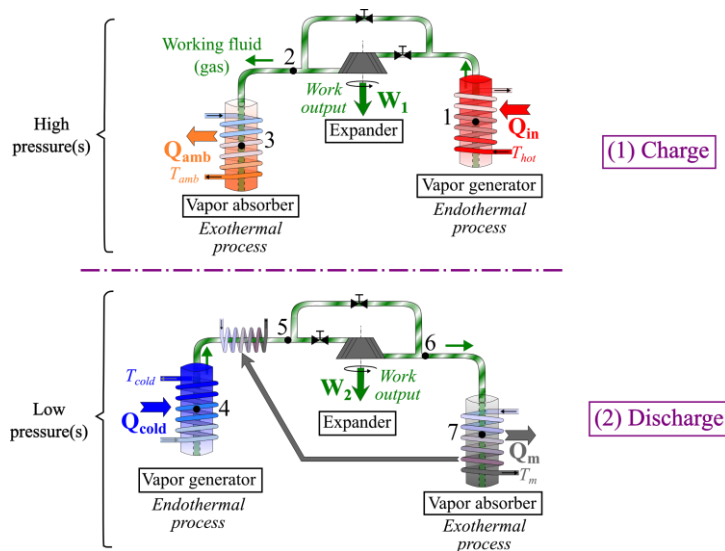 Working fluid
(gas)
2
Work
output
W1
Expander
High
pressure(s)
Qamb
Tamb
3
Vapor absorber
Exothermal
process
1
Qin
Thot
Vapor generator
Endothermal
process
(1) Charge
Low
pressure(s)
Tcold
Qcold
4
Vapor generator
Endothermal
process
5
W2
Work
output
Expander
6
7
Qm
Tm
Vapor absorber
Exothermal
process
(2) Discharge